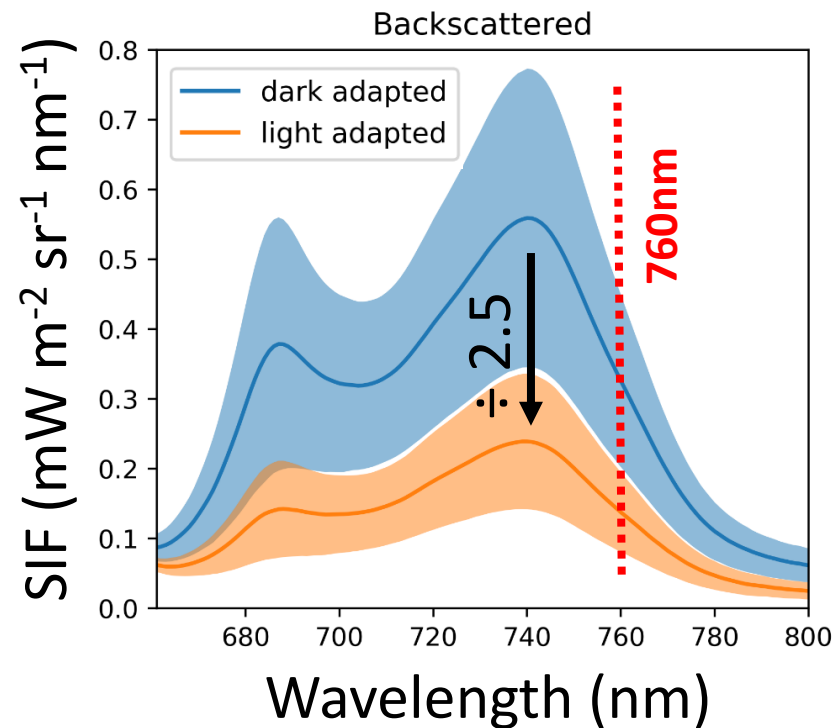 Backscattered
SIF (mW m⁻² sr⁻¹ nm⁻¹)
0.8
0.7
0.6
0.5
0.4
0.3
0.2
0.1
0.0
dark adapted
light adapted
760nm
÷ 2.5
680 700 720 740 760 780 800
Wavelength (nm)